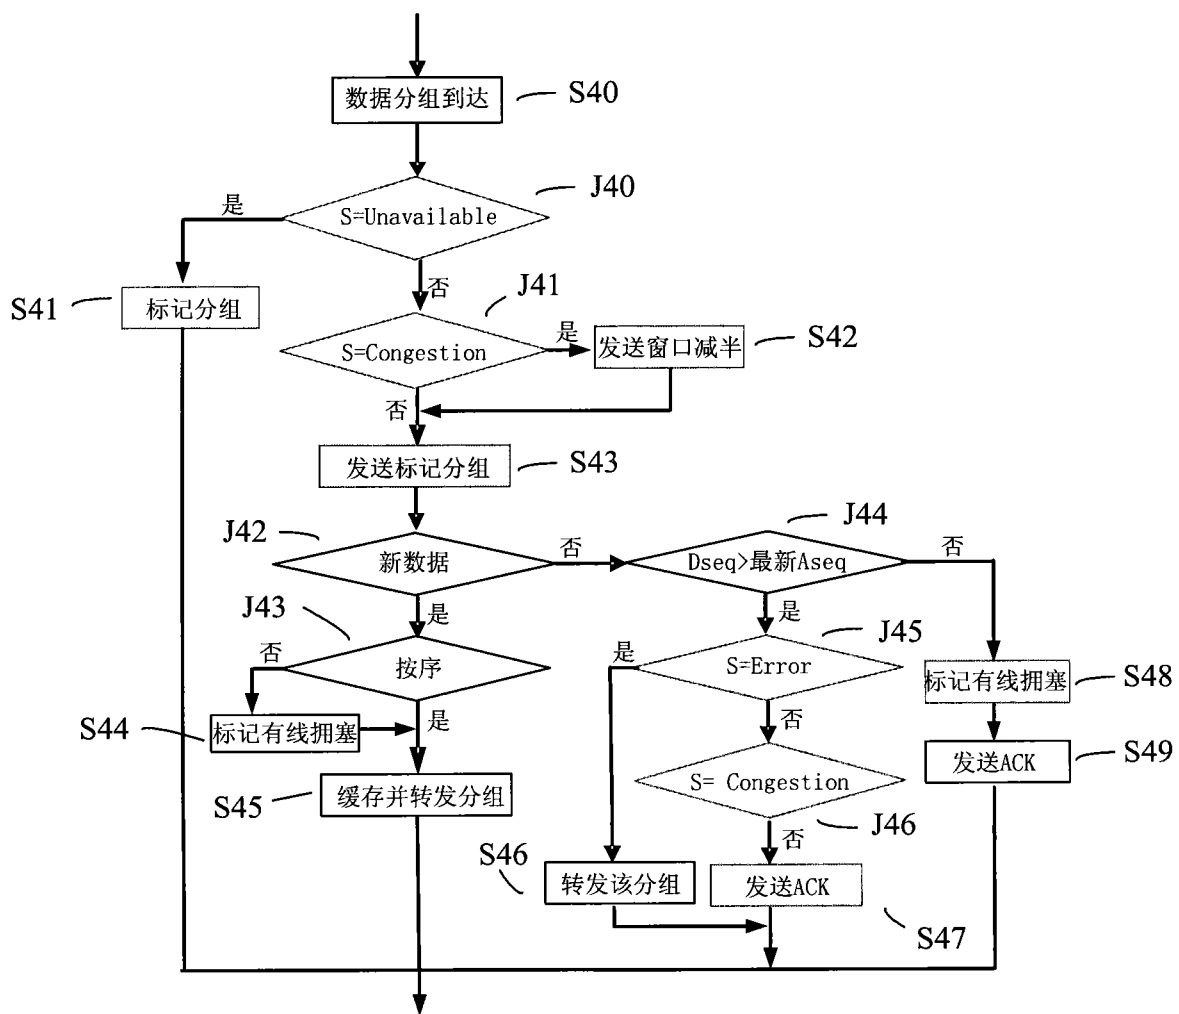 数据分组到达
S40
J40
是
S=Unavailable
否
J41
S41
标记分组
S=Congestion
是
发送窗口减半
S42
否
发送标记分组
S43
J42
新数据
否
J44
Dseq>最新Aseq
否
是
J43
是
J45
否
按序
是
S=Error
标记有线拥塞
S48
S44
标记有线拥塞
是
否
发送ACK
S49
S45
缓存并转发分组
S= Congestion
J46
否
S46
转发该分组
发送ACK
S47